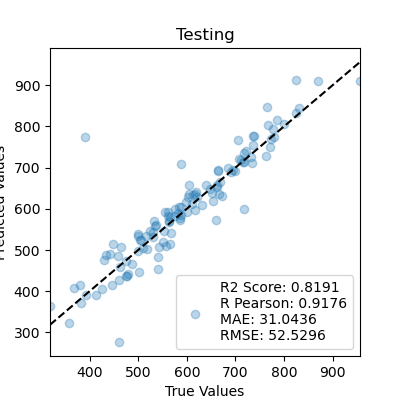 Testing
900
800
700
600
500
400
300
Predicted Values
R2 Score: 0.8191
R Pearson: 0.9176
MAE: 31.0436
RMSE: 52.5296
400 500 600 700 800 900
True Values